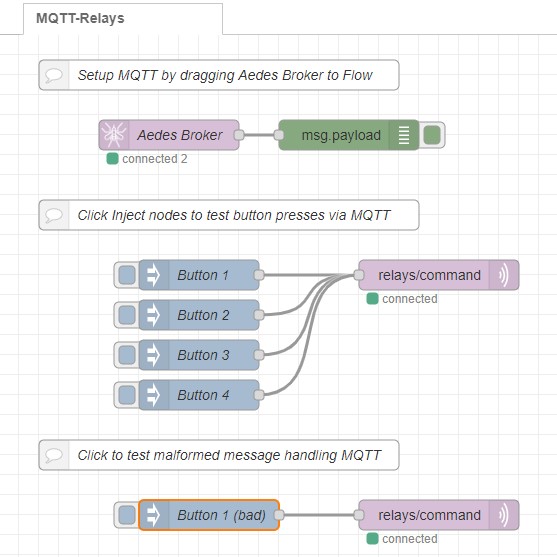 MQTT-Relays
Setup MQTT by dragging Aedes Broker to Flow
Aedes Broker
msg.payload
connected 2
Click Inject nodes to test button presses via MQTT
Button 1
relays/command
connected
Button 2
Button 3
Button 4
Click to test malformed message handling MQTT
Button 1 (bad)
relays/command
connected